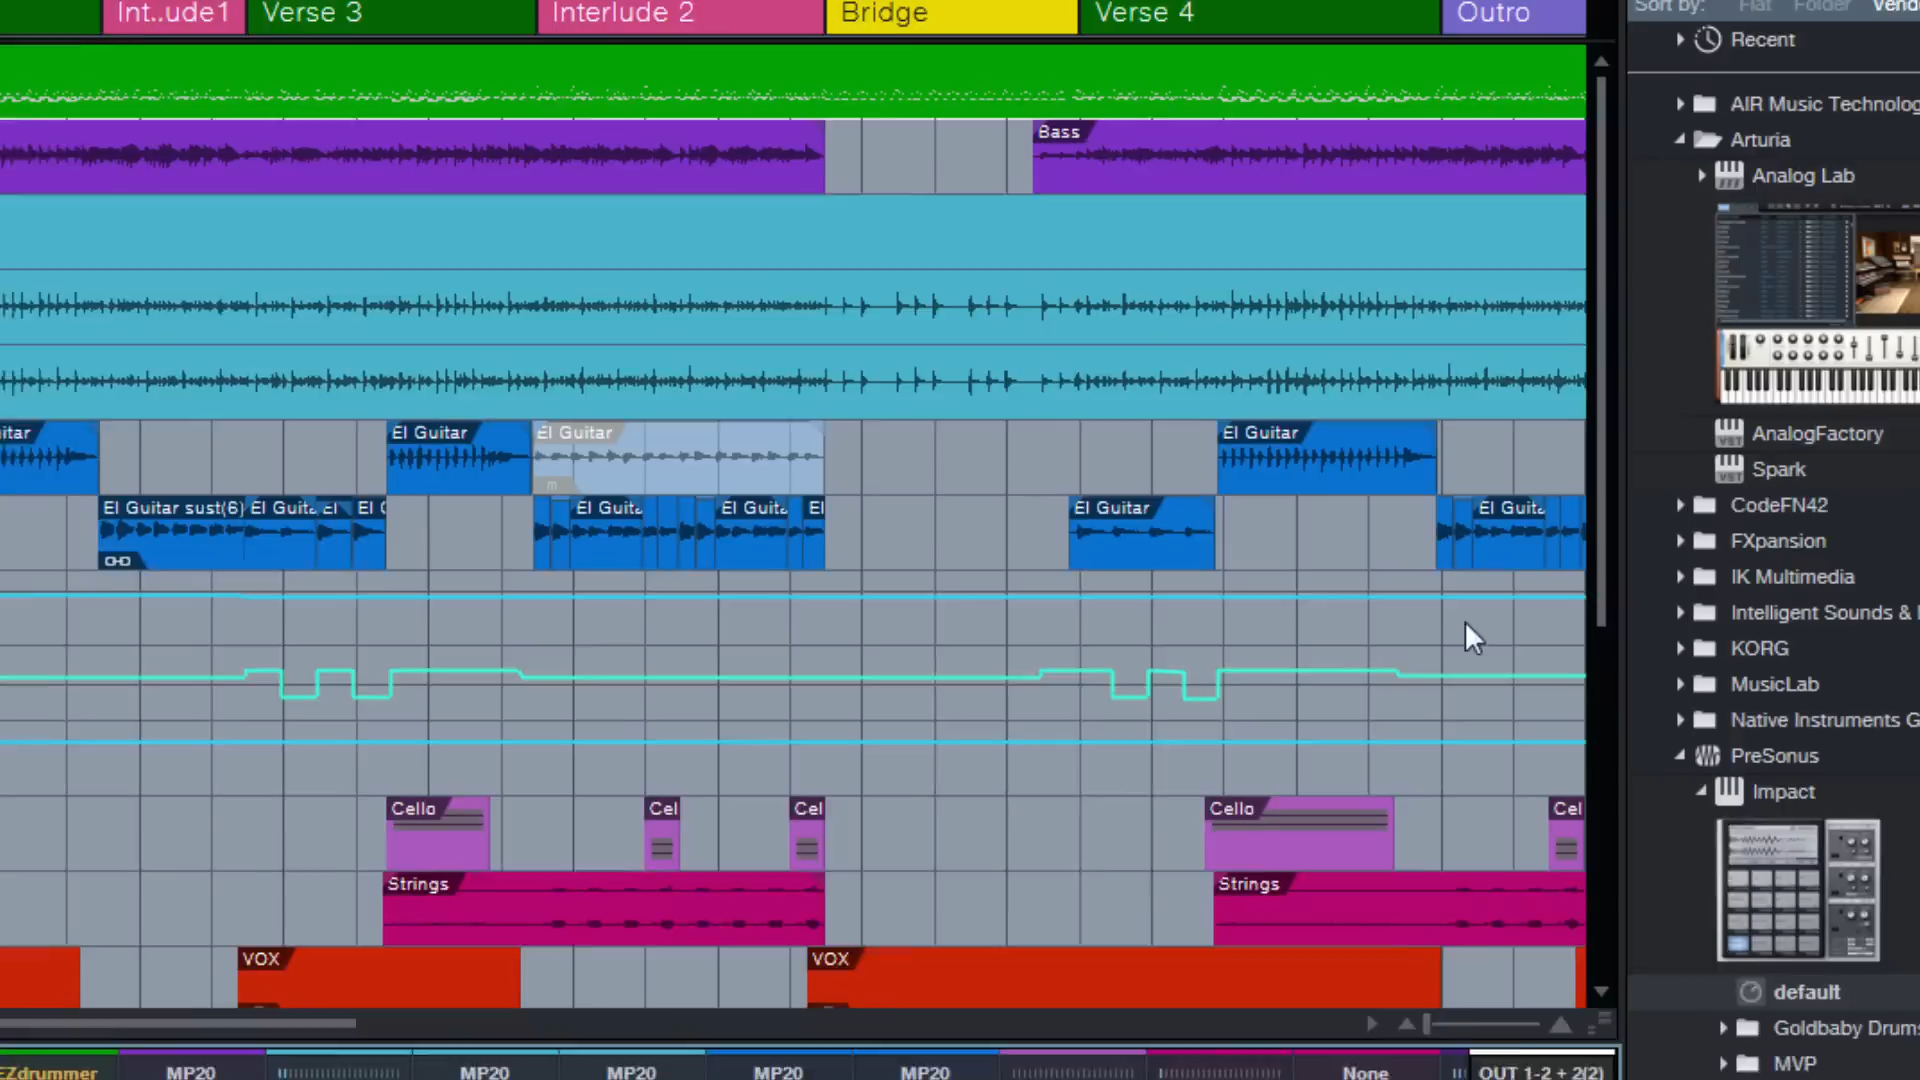 Int..ude1 Verse 3 Interlude 2 Bridge Verse 4 Outro
Sort by: Flat Folder Vend
Recent
AIR Music Technolog
Bass
Arturia
Analog Lab
itar El Guitar El Guitar El Guitar
m
AnalogFactory
Spark
El Guitar sust(6) El Guita El El G El Guita El Guita El El Guitar El Guita
CodeFN42
FXpansion
IK Multimedia
Intelligent Sounds &
KORG
MusicLab
Native Instruments G
PreSonus
Impact
Cello Cel Cel Cello Cel
Strings Strings
VOX VOX
default
Goldbaby Drums
MVP
EZdrummer MP20 MP20 MP20 MP20 MP20 None OUT 1-2 + 2(2)